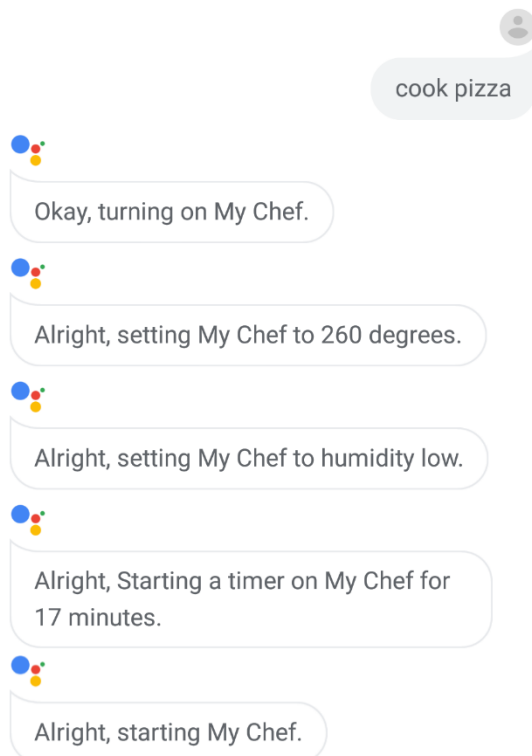 cook pizza
Okay, turning on My Chef.
Alright, setting My Chef to 260 degrees.
Alright, setting My Chef to humidity low.
Alright, Starting a timer on My Chef for
17 minutes.
Alright, starting My Chef.